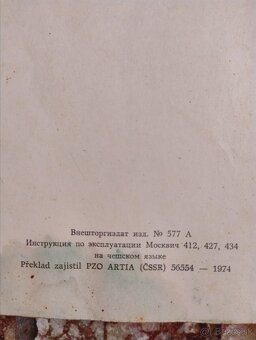 Внешторгиздат изд. № 577 А
Инструкция по эксплуатации Москвич 412, 427, 434
на чешском языке
Překlad zajistil PZO ARTIA (ČSSR) 56554 — 1974